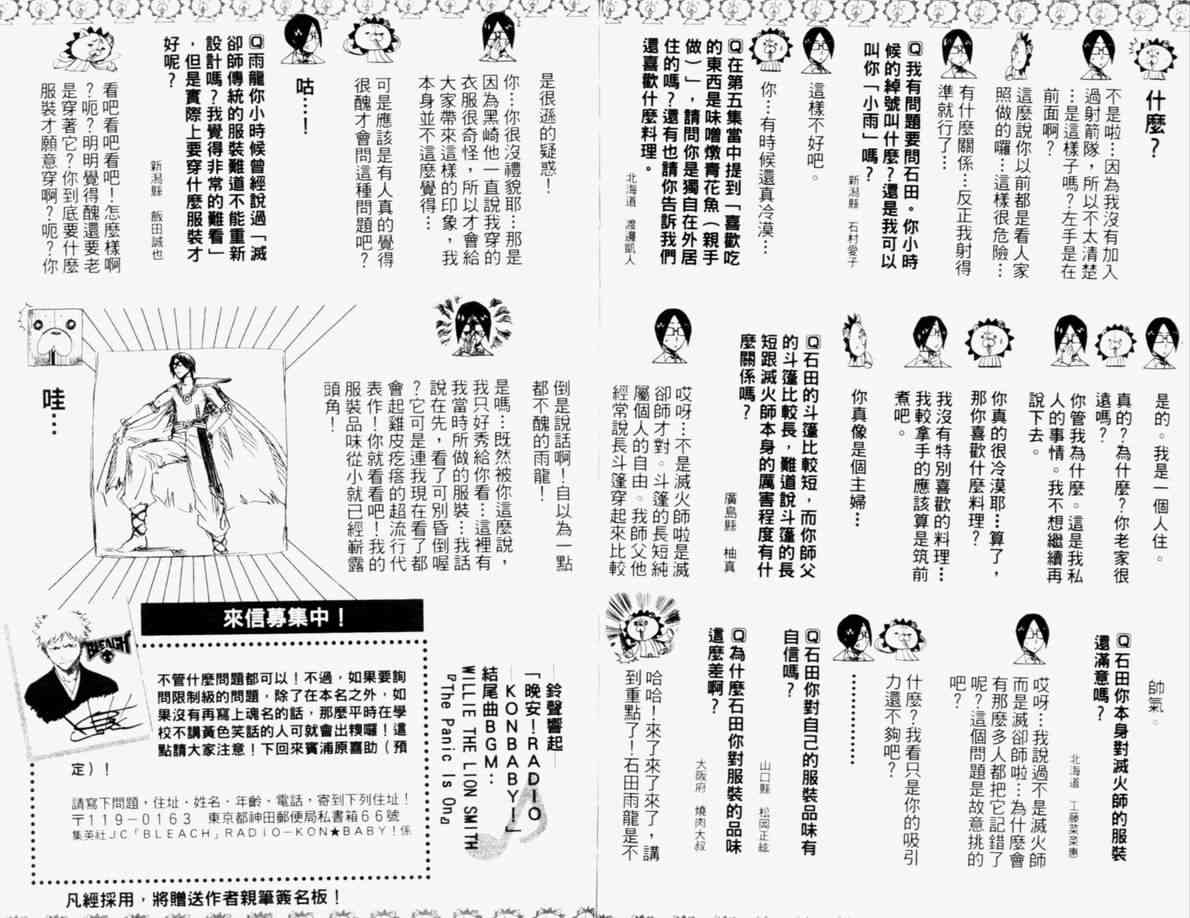 什麼？
不是啦…因為我沒有加入
過射箭隊，所以不太清楚
…是這樣子嗎？左手是在
前面啊？
這麼說你以前都是看人家
照做的囉…這樣很危險…
有什麼關係…反正我射得
準就行了…
Q我有問題要問石田。你小時
候的綽號叫什麼？還是我可以
叫你「小雨」嗎？
新潟縣 石村愛子
這樣不好吧。
你…有時候還真冷漠…
Q在第五集當中提到「喜歡吃
的東西是味噌燉青花魚（親手
做）」，請問你是獨自在外居
住的嗎？還有也請你告訴我們
還喜歡什麼料理。
北海道 渡邊凱人
是的。我是一個人住。
真的？為什麼？你老家很
遠嗎？
你管我為什麼。這是我私
人的事情。我不想繼續再
說下去。
你真的很冷漠耶…算了，
那你喜歡什麼料理？
我沒有特別喜歡的料理…
我較拿手的應該算是筑前
煮吧。
你真像是個主婦…
Q石田的斗篷比較短，而你師父
的斗篷比較長，難道說斗篷的長
短跟滅火師本身的厲害程度有什
麼關係嗎？
廣島縣 柚真
哎呀…不是滅火師啦是滅
卻師才對。斗篷的長短純
屬個人的自由。我師父他
經常說長斗篷穿起來比較
帥氣。
Q石田你本身對滅火師的服裝
還滿意嗎？
北海道 工藤菜菜惠
哎呀…我說過不是滅火師
而是滅卻師啦…為什麼會
有那麼多人都把它記錯了
呢？這個問題是故意挑的
吧？
什麼？我看只是你的吸引
力還不夠吧？
………………
Q石田你對自己的服裝品味有
自信嗎？
山口縣 松岡正紘
Q為什麼石田你對服裝的品味
這麼差啊？
大阪府 燒肉大叔
哈哈！來了來了來了，講
到重點了！石田雨龍是不
是很遜的疑惑！
你…你很沒禮貌耶…那是
因為黑崎他一直說我穿的
衣服很奇怪，所以才會給
大家帶來這樣的印象，我
本身並不這麼覺得…
可是應該是有人真的覺得
很醜才會問這種問題吧？
咕…！
Q雨龍你小時候曾經說過「滅
卻師傳統的服裝難道不能重新
設計嗎？我覺得非常的難看」
，但是實際上要穿什麼服裝才
好呢？
新潟縣 飯田誠也
看吧看吧看吧！怎麼樣啊
？呃？明明覺得醜還要老
是穿著它？你到底要什麼
服裝才願意穿啊？呃？你
倒是說話啊！自以為一點
都不醜的雨龍！
是嗎…既然被你這麼說，
我只好秀給你看…這裡有
我當時所做的服裝…我話
說在先，看了可別昏倒喔
？它可是連我現在看了都
會起雞皮疙瘩的超流行代
表作！你就看看吧！我的
服裝品味從小就已經嶄露
頭角！
哇…
—鈴聲響起—
「晚安！RADIO
—KONBABY！」
結尾曲BGM：
WILLIE THE LION SMITH
『The Panic Is On』
BLEACH
來信募集中！
不管什麼問題都可以！不過，如果要詢
問限制級的問題，除了在本名之外，如
果沒有再寫上魂名的話，那麼平時在學
校不講黃色笑話的人可就會出糗囉！這
點請大家注意！下回來賓浦原喜助（預
定）！
請寫下問題，住址，姓名，年齡，電話，寄到下列住址！
〒119－0163　東京都神田郵便局私書箱66號
集英社JC「BLEACH」RADiO－KON★BABY！係
凡經採用，將贈送作者親筆簽名板！